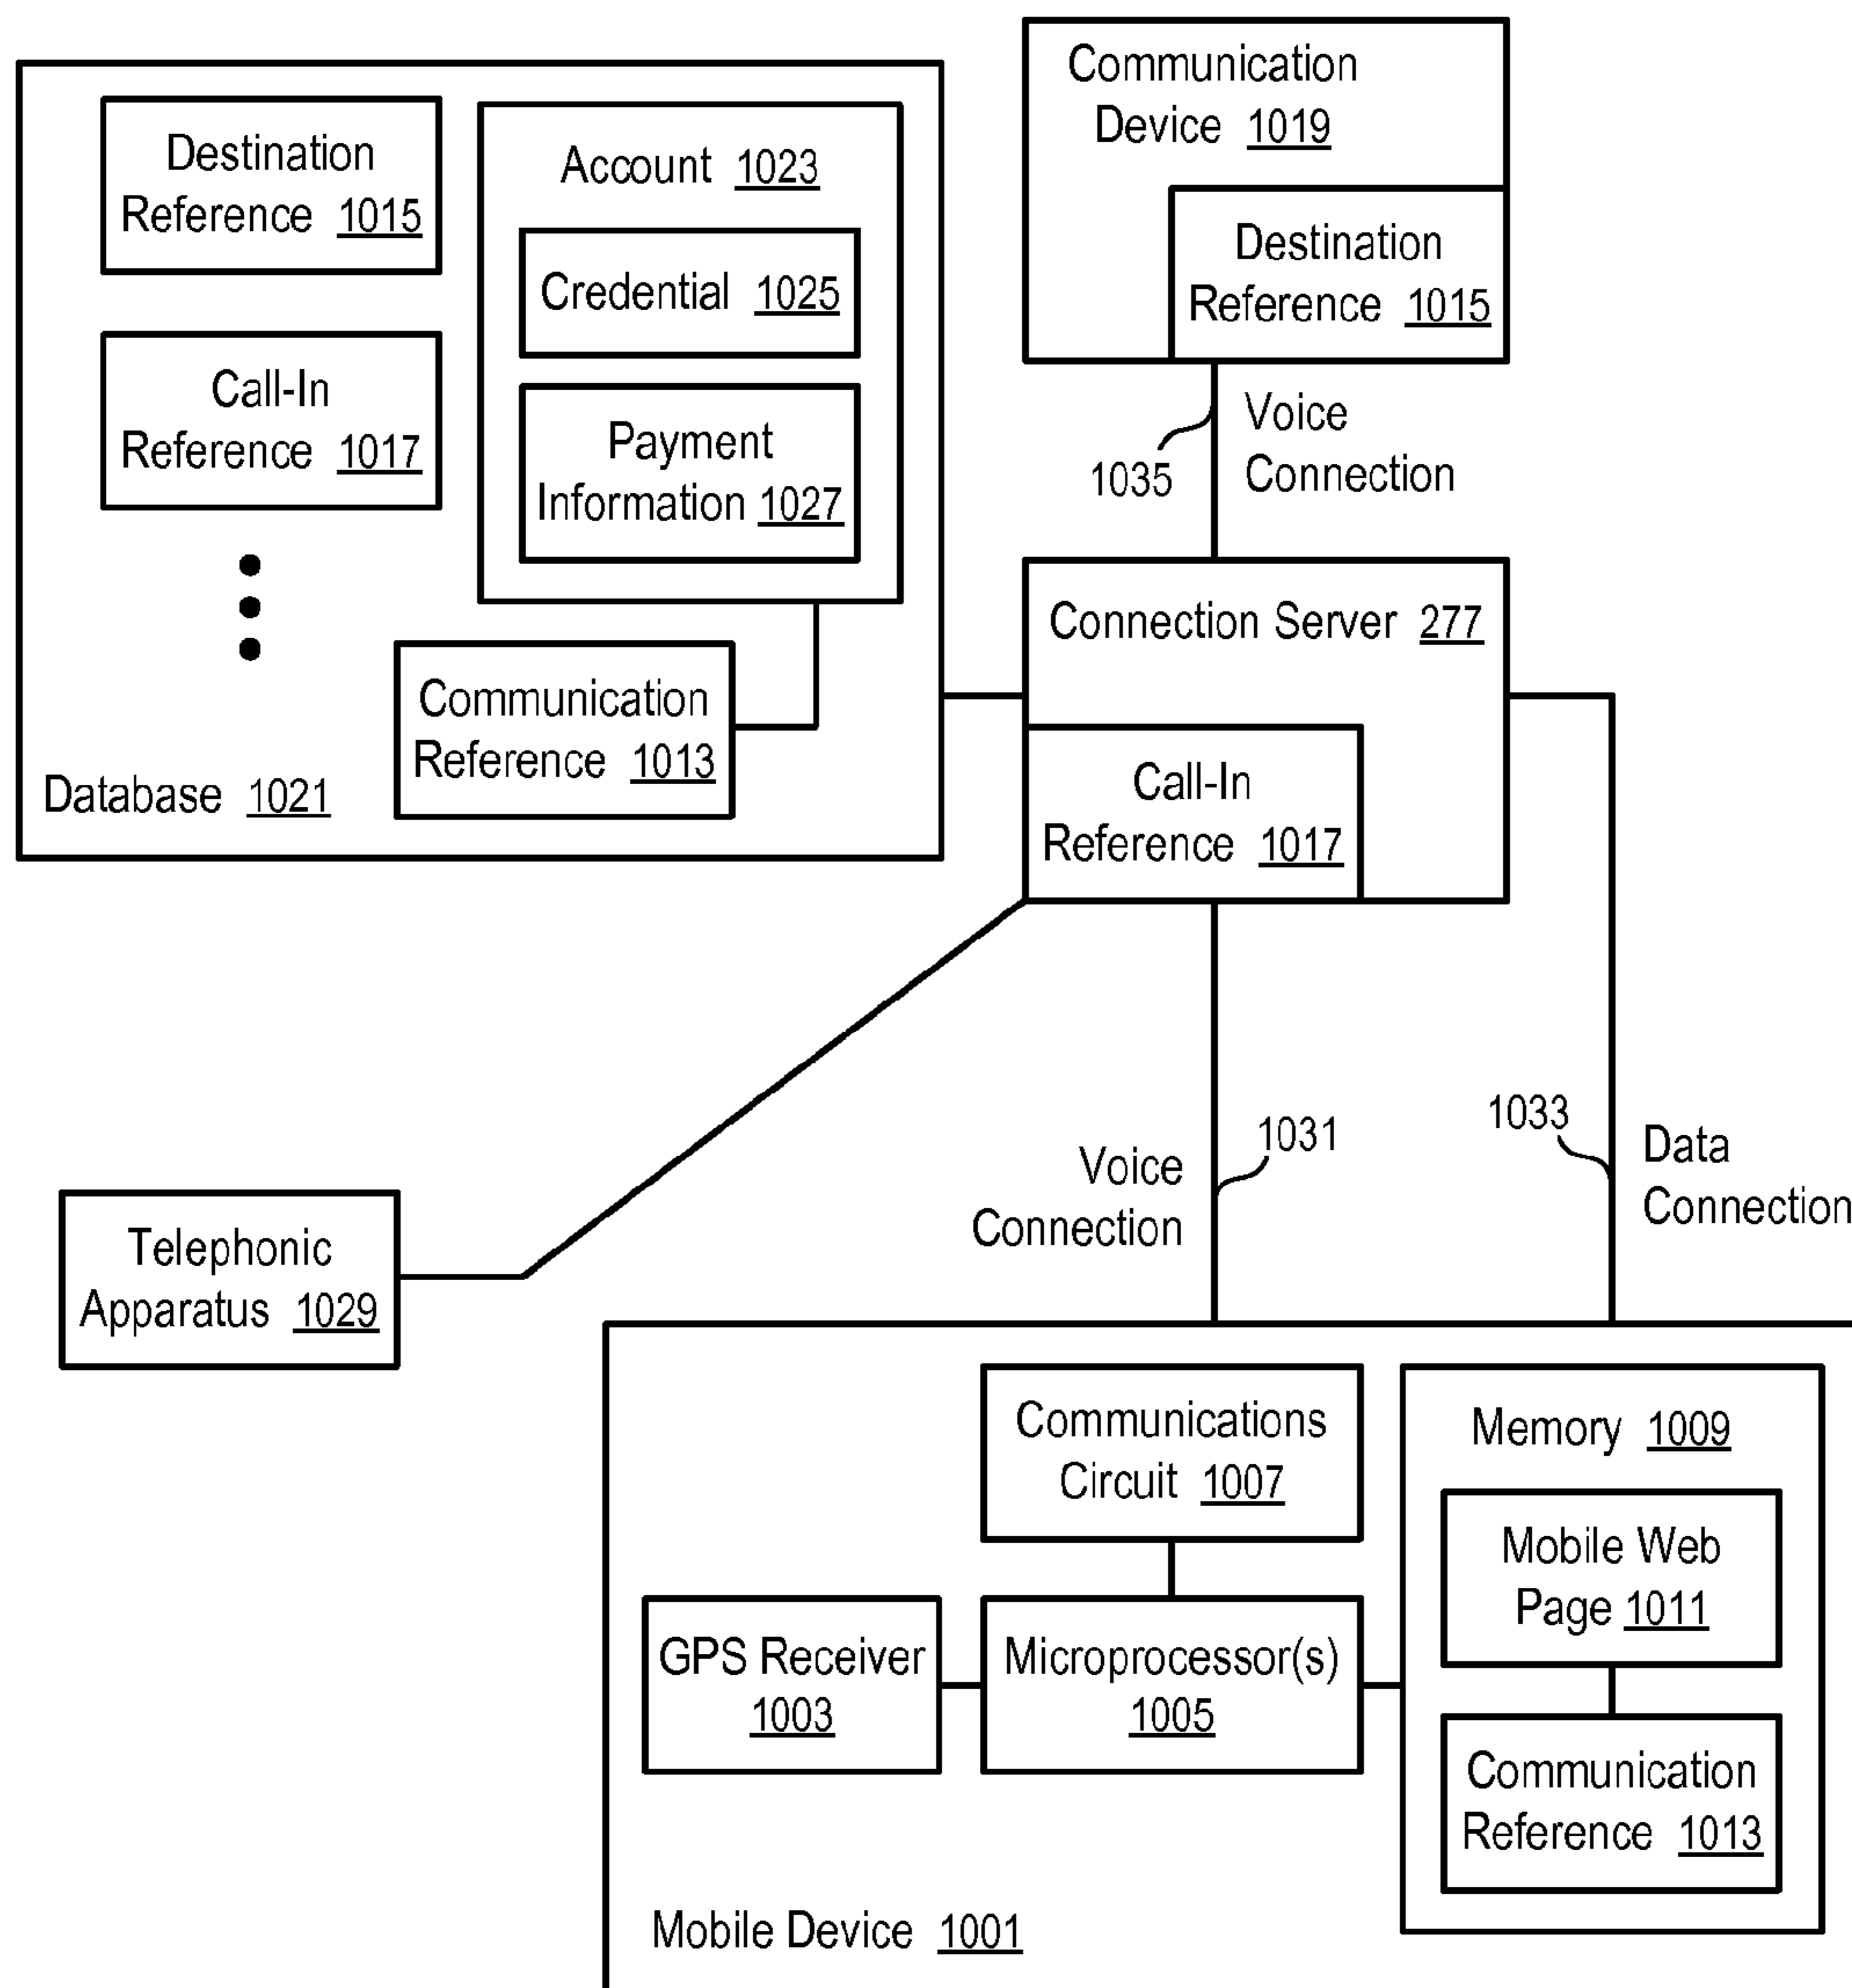 Destination
Reference 1015
Call-In
Reference 1017
Account 1023
Credential 1025
Payment
Information 1027
Communication
Reference 1013
Database 1021
Communication
Device 1019
Destination
Reference 1015
1035
Voice
Connection
Connection Server 277
Call-In
Reference 1017
Telephonic
Apparatus 1029
Voice
Connection
1031
1033
Data
Connection
Communications
Circuit 1007
GPS Receiver
1003
Microprocessor(s)
1005
Memory 1009
Mobile Web
Page 1011
Communication
Reference 1013
Mobile Device 1001